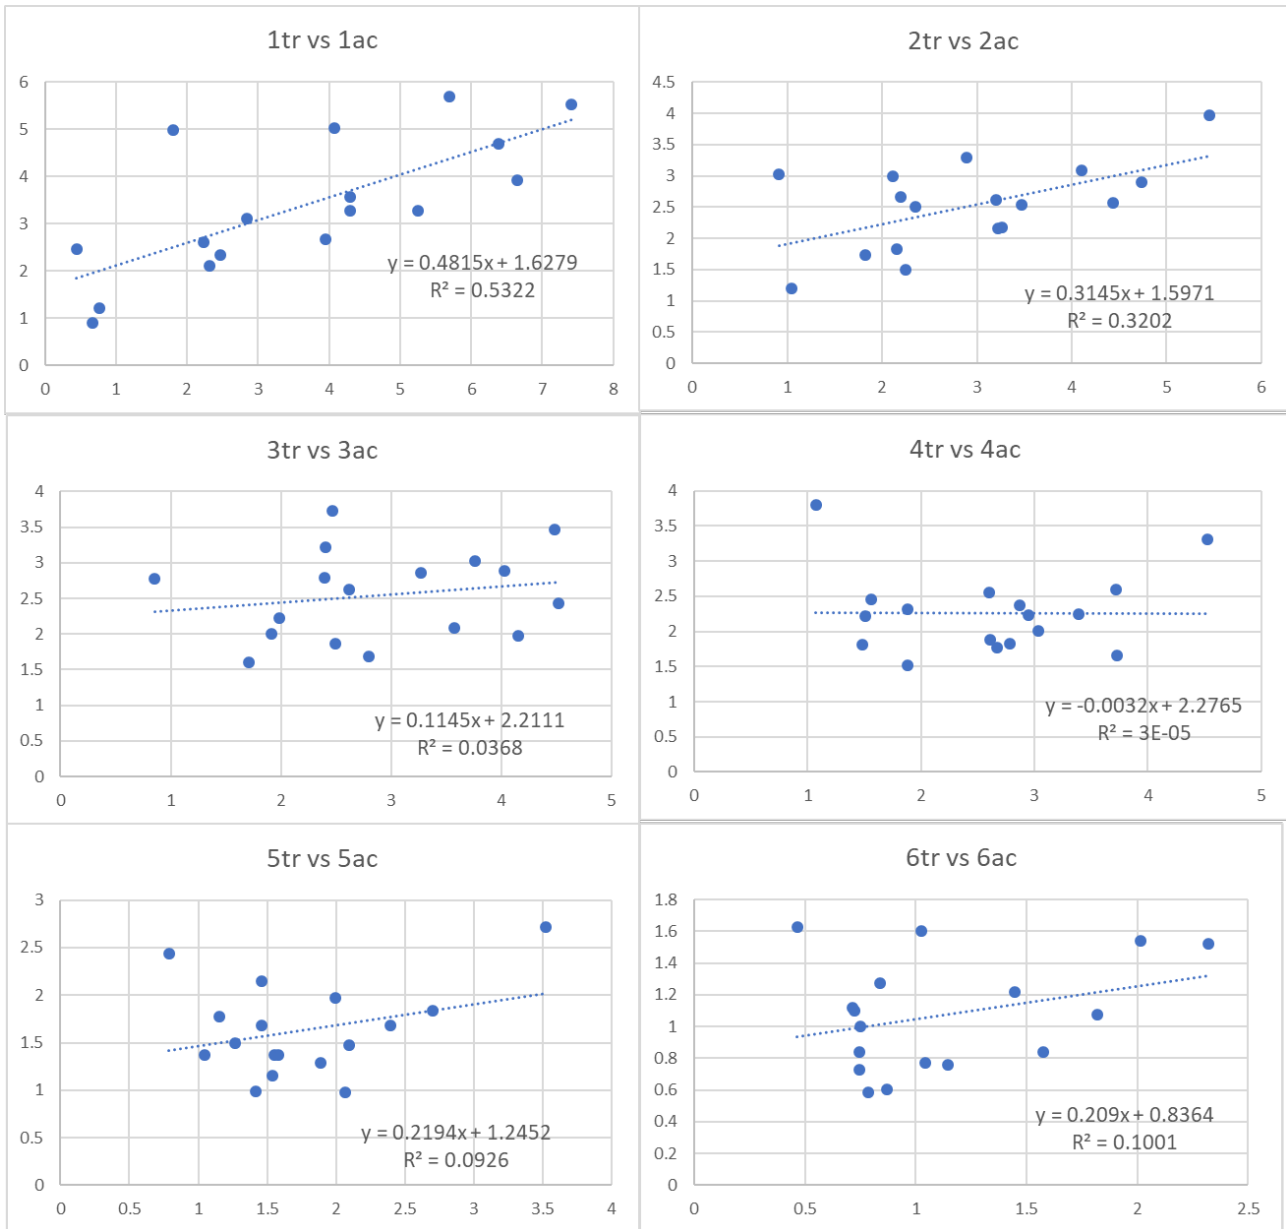 1tr vs 1ac
6
5
4
3
2
1
0
y = 0.4815x + 1.6279
R² = 0.5322
0 1 2 3 4 5 6 7 8
2tr vs 2ac
4.5
4
3.5
3
2.5
2
1.5
1
0.5
0
y = 0.3145x + 1.5971
R² = 0.3202
0 1 2 3 4 5 6
3tr vs 3ac
4
3.5
3
2.5
2
1.5
1
0.5
0
y = 0.1145x + 2.2111
R² = 0.0368
0 1 2 3 4 5
4tr vs 4ac
4
3.5
3
2.5
2
1.5
1
0.5
0
y = -0.0032x + 2.2765
R² = 3E-05
0 1 2 3 4 5
5tr vs 5ac
3
2.5
2
1.5
1
0.5
0
y = 0.2194x + 1.2452
R² = 0.0926
0 0.5 1 1.5 2 2.5 3 3.5 4
6tr vs 6ac
1.8
1.6
1.4
1.2
1
0.8
0.6
0.4
0.2
0
y = 0.209x + 0.8364
R² = 0.1001
0 0.5 1 1.5 2 2.5